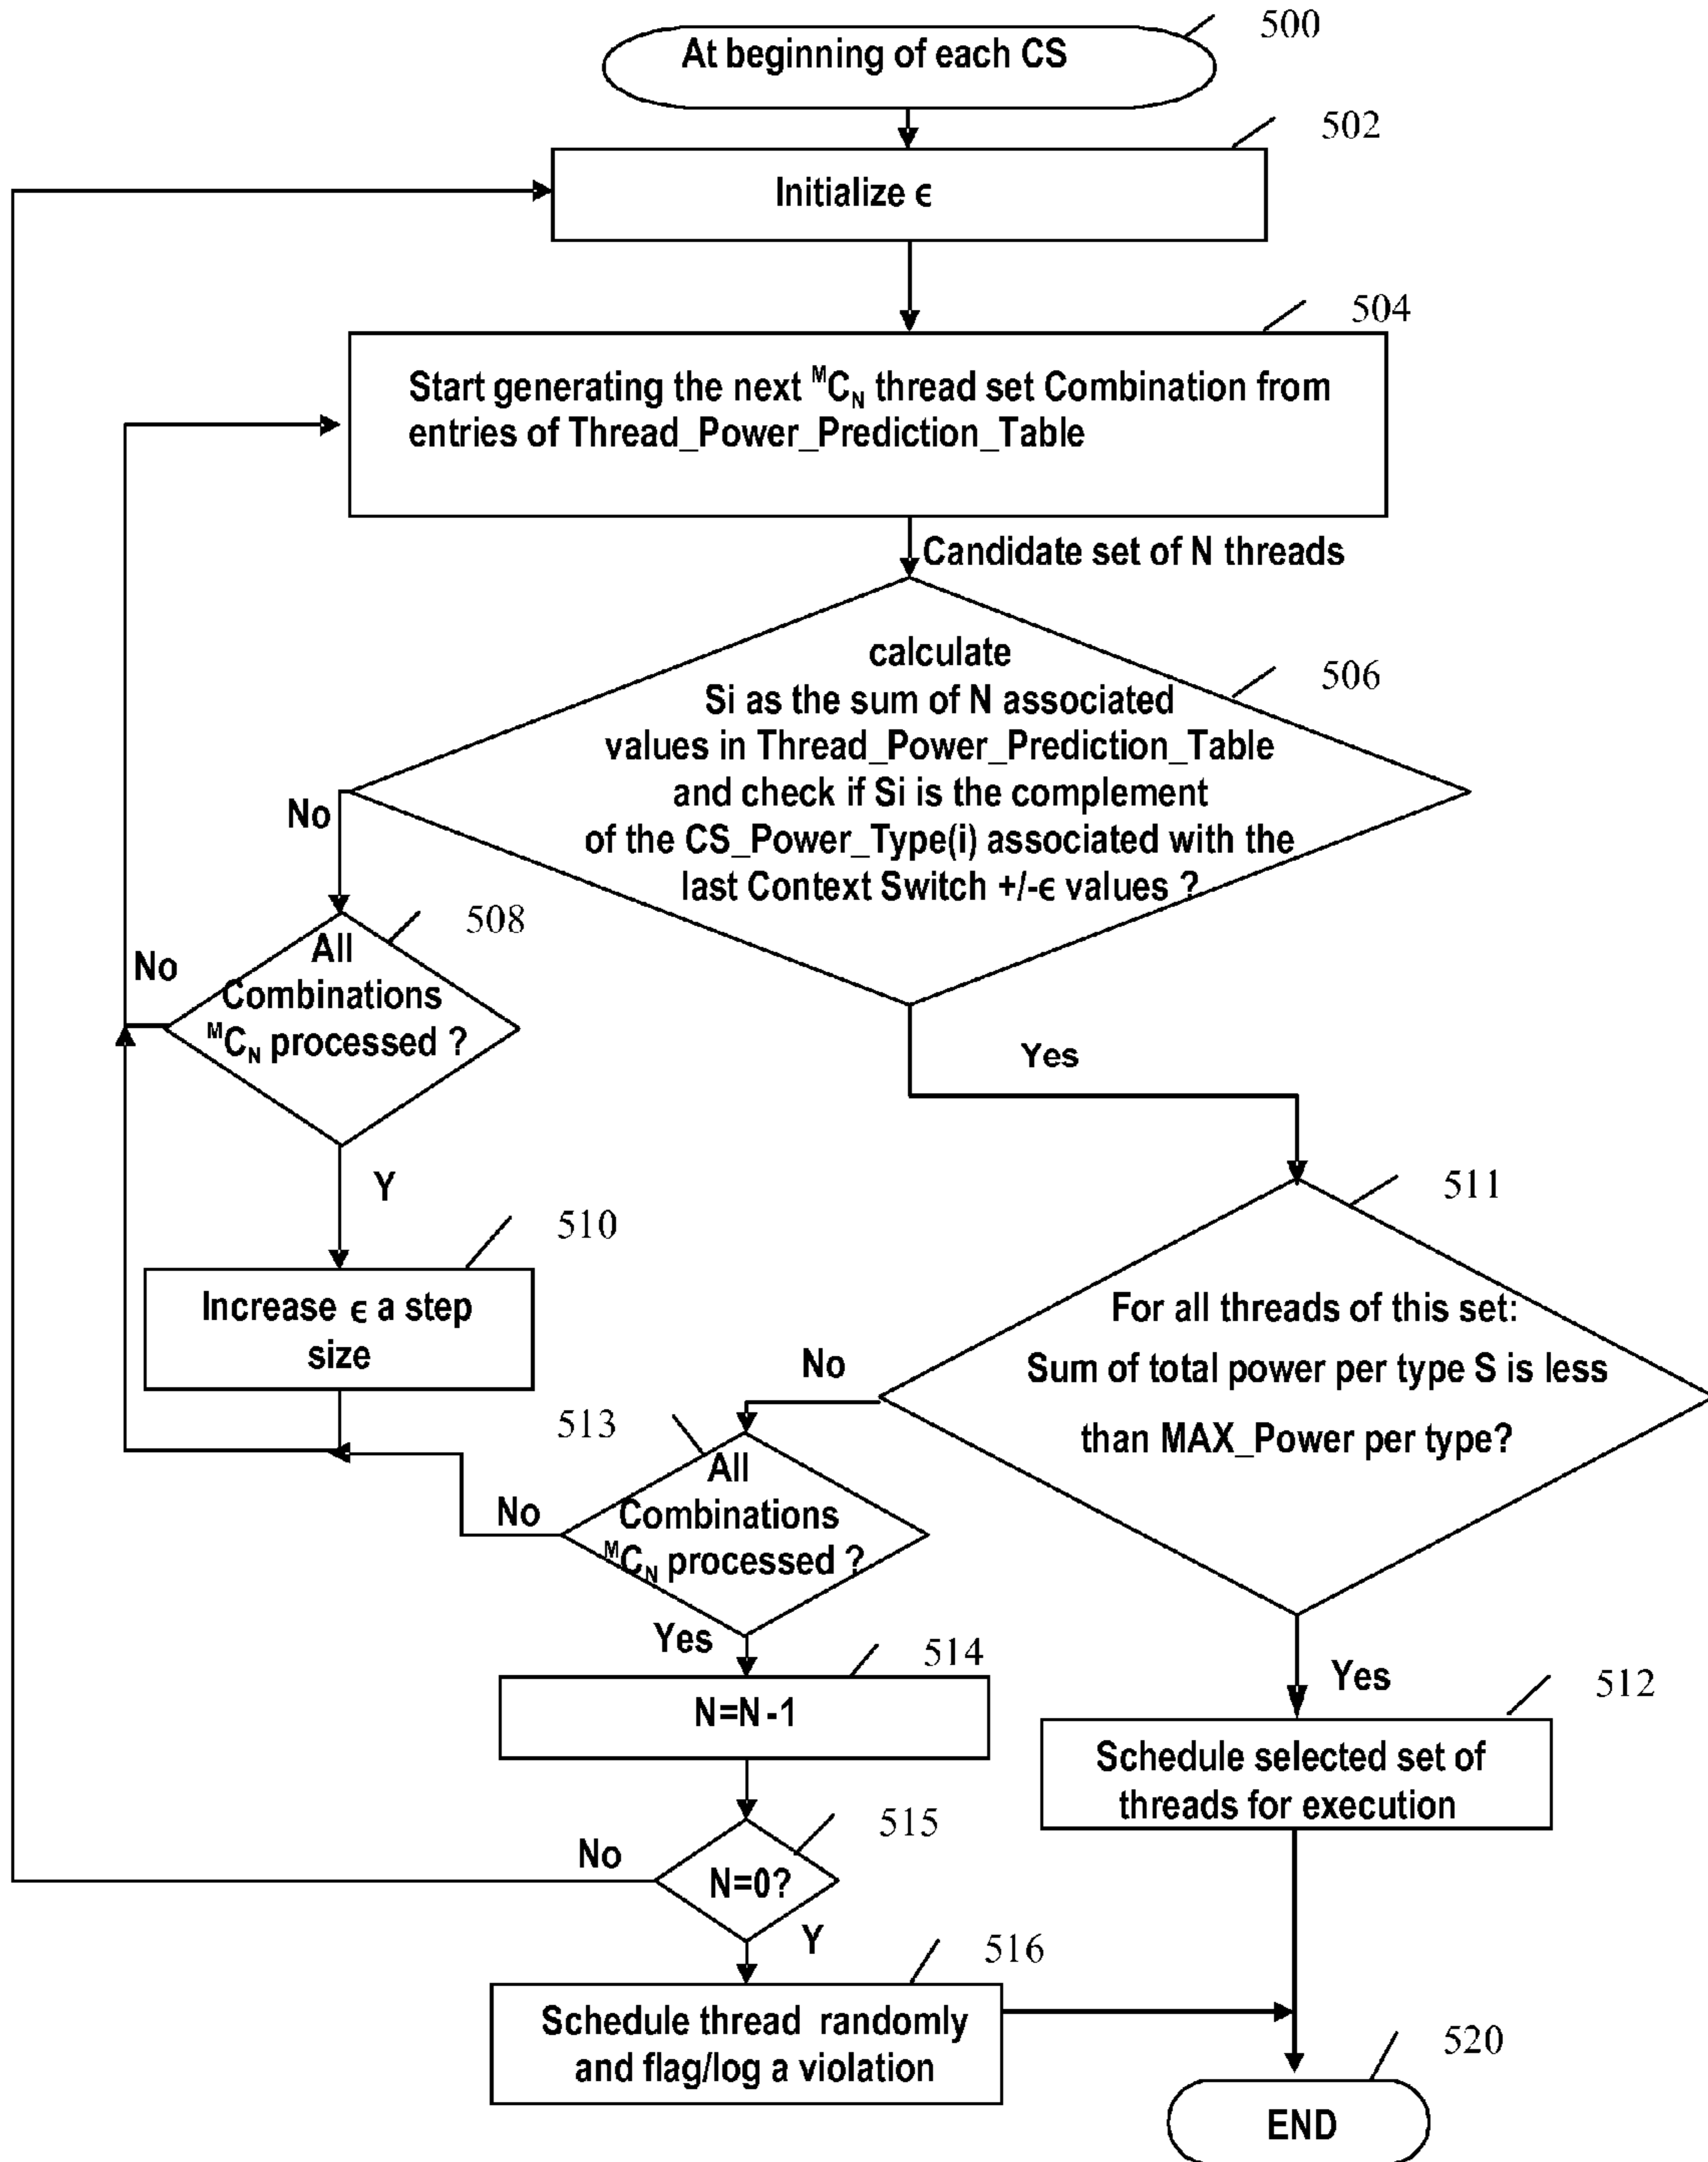 500
At beginning of each CS
502
Initialize ϵ
504
Start generating the next ᴹCₙ thread set Combination from
entries of Thread_Power_Prediction_Table
Candidate set of N threads
calculate
Si as the sum of N associated
values in Thread_Power_Prediction_Table
and check if Si is the complement
of the CS_Power_Type(i) associated with the
last Context Switch +/-ϵ values ?
506
No
508
All
Combinations
ᴹCₙ processed ?
No
Yes
Y
510
Increase ϵ a step
size
511
For all threads of this set:
Sum of total power per type S is less
than MAX_Power per type?
No
513
All
Combinations
ᴹCₙ processed ?
No
Yes
514
N=N-1
Yes
512
Schedule selected set of
threads for execution
515
N=0?
No
Y
516
Schedule thread randomly
and flag/log a violation
520
END